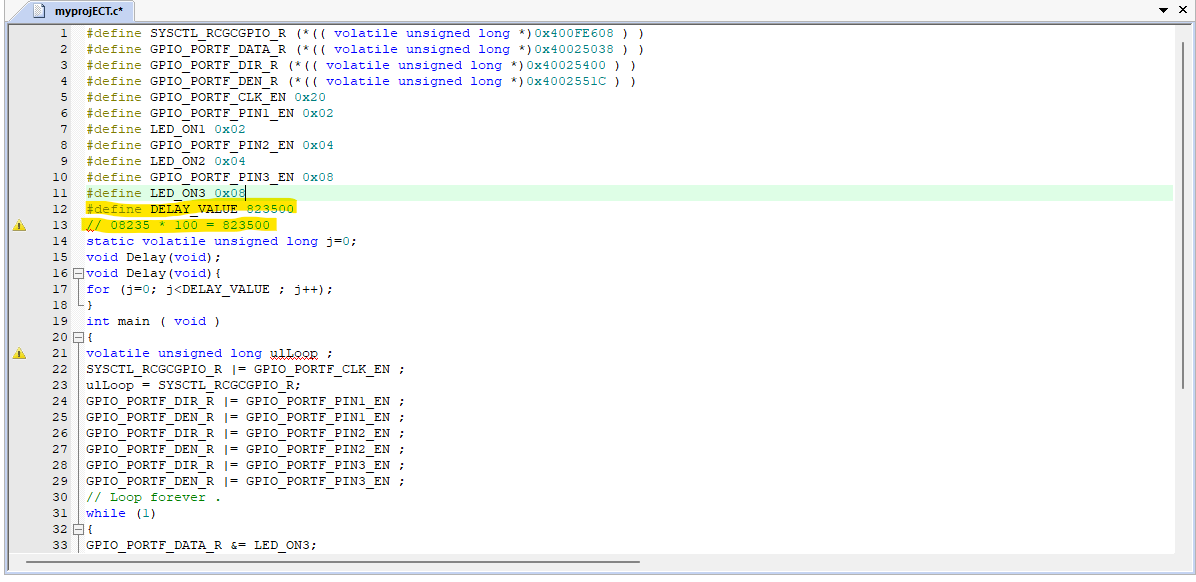 myprojECT.c*
1 #define SYSCTL_RCGCGPIO_R (*(( volatile unsigned long *)0x400FE608 ) )
2 #define GPIO_PORTF_DATA_R (*(( volatile unsigned long *)0x40025038 ) )
3 #define GPIO_PORTF_DIR_R (*(( volatile unsigned long *)0x40025400 ) )
4 #define GPIO_PORTF_DEN_R (*(( volatile unsigned long *)0x4002551C ) )
5 #define GPIO_PORTF_CLK_EN 0x20
6 #define GPIO_PORTF_PIN1_EN 0x02
7 #define LED_ON1 0x02
8 #define GPIO_PORTF_PIN2_EN 0x04
9 #define LED_ON2 0x04
10 #define GPIO_PORTF_PIN3_EN 0x08
11 #define LED_ON3 0x08
12 #define DELAY_VALUE 823500
13 // 08235 * 100 = 823500
14 static volatile unsigned long j=0;
15 void Delay(void);
16 void Delay(void){
17 for (j=0; j<DELAY_VALUE ; j++);
18 }
19 int main ( void )
20 {
21 volatile unsigned long ulLoop ;
22 SYSCTL_RCGCGPIO_R |= GPIO_PORTF_CLK_EN ;
23 ulLoop = SYSCTL_RCGCGPIO_R;
24 GPIO_PORTF_DIR_R |= GPIO_PORTF_PIN1_EN ;
25 GPIO_PORTF_DEN_R |= GPIO_PORTF_PIN1_EN ;
26 GPIO_PORTF_DIR_R |= GPIO_PORTF_PIN2_EN ;
27 GPIO_PORTF_DEN_R |= GPIO_PORTF_PIN2_EN ;
28 GPIO_PORTF_DIR_R |= GPIO_PORTF_PIN3_EN ;
29 GPIO_PORTF_DEN_R |= GPIO_PORTF_PIN3_EN ;
30 // Loop forever .
31 while (1)
32 {
33 GPIO_PORTF_DATA_R &= LED_ON3;